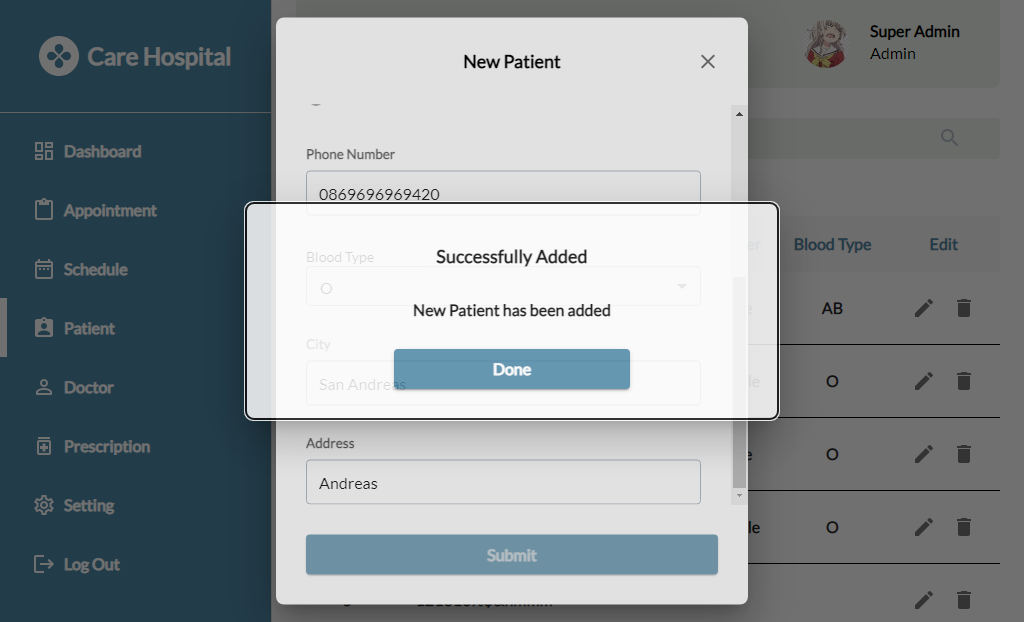 Care Hospital
Dashboard
Appointment
Schedule
Patient
Doctor
Prescription
Setting
Log Out
Super Admin
Admin
New Patient
Phone Number
0869696969420
Blood Type
O
City
San Andreas
Address
Andreas
Submit
Successfully Added
New Patient has been added
Done
Blood Type Edit
AB
O
O
O